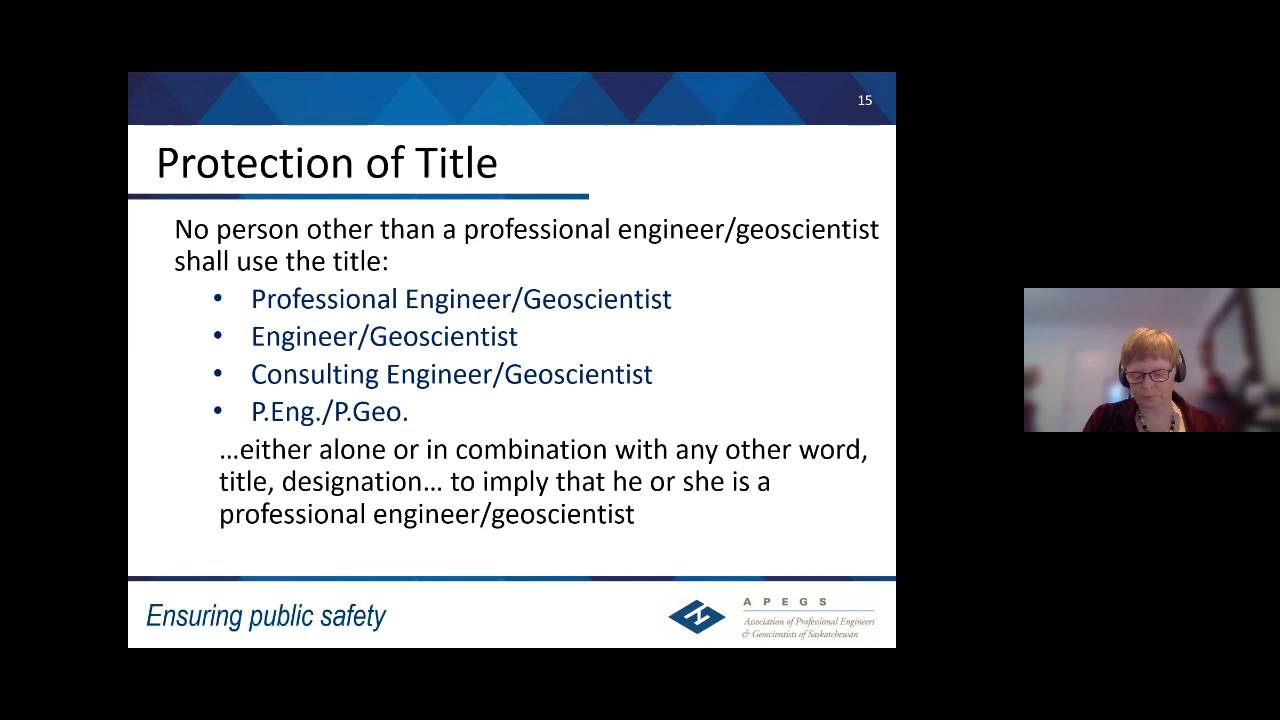 15
Protection of Title
No person other than a professional engineer/geoscientist
shall use the title:
• Professional Engineer/Geoscientist
• Engineer/Geoscientist
• Consulting Engineer/Geoscientist
• P.Eng./P.Geo.
…either alone or in combination with any other word,
title, designation… to imply that he or she is a
professional engineer/geoscientist
Ensuring public safety
APEGS
Association of Professional Engineers
& Geoscientists of Saskatchewan